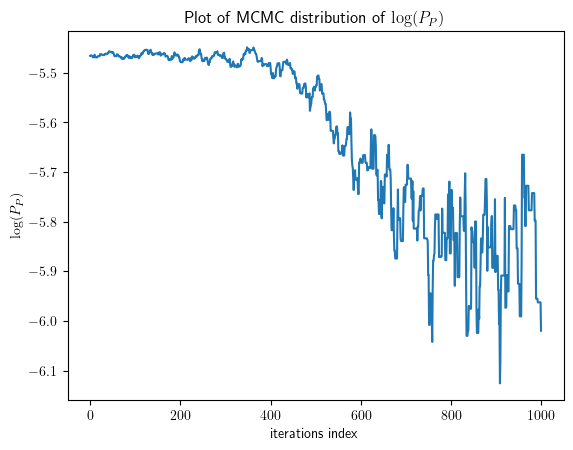 Plot of MCMC distribution of log(P_P)
−5.5
−5.6
−5.7
−5.8
−5.9
−6.0
−6.1
log(P_P)
0 200 400 600 800 1000
iterations index